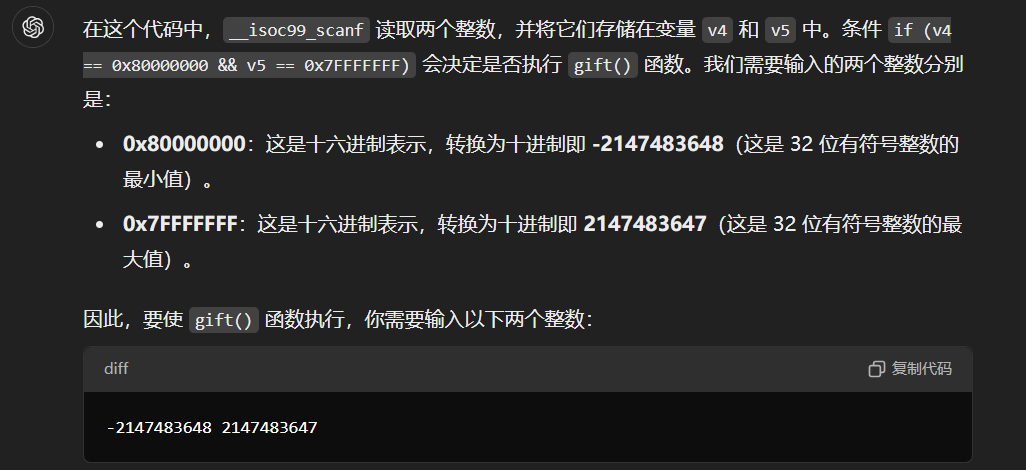 在这个代码中，__isoc99_scanf 读取两个整数，并将它们存储在变量 v4 和 v5 中。条件 if (v4
== 0x80000000 && v5 == 0x7FFFFFFF) 会决定是否执行 gift() 函数。我们需要输入的两个整数分别
是：
• 0x80000000：这是十六进制表示，转换为十进制即 -2147483648（这是 32 位有符号整数的
最小值）。
• 0x7FFFFFFF：这是十六进制表示，转换为十进制即 2147483647（这是 32 位有符号整数的最
大值）。
因此，要使 gift() 函数执行，你需要输入以下两个整数：
diff 复制代码
-2147483648 2147483647